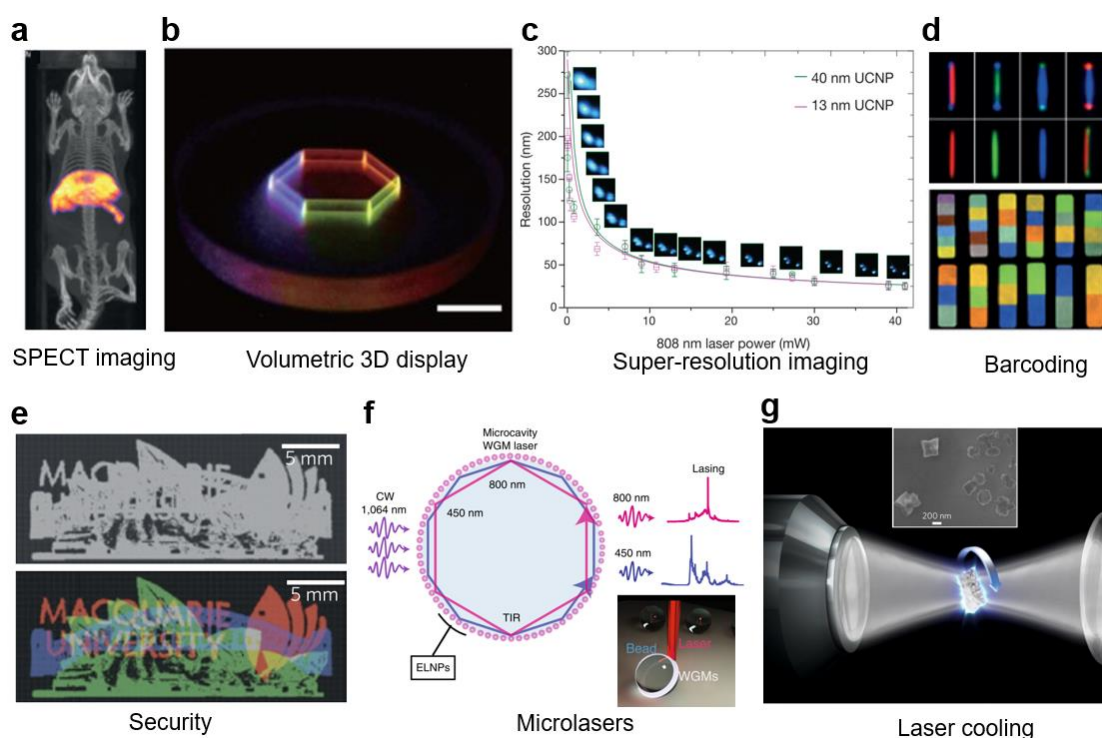 a
SPECT imaging
b
Volumetric 3D display
c
300
250
200
150
100
50
0
Resolution (nm)
40 nm UCNP
13 nm UCNP
0
10
20
30
40
808 nm laser power (mW)
Super-resolution imaging
d
Barcoding
e
5 mm
MACQUARIE
5 mm
MACQUARIE
UNIVERSITY
Security
f
Microcavity
WGM laser
CW
1,064 nm
800 nm
450 nm
TIR
ELNPs
Lasing
800 nm
450 nm
Bead
Laser
WGMs
Microlasers
g
200 nm
Laser cooling